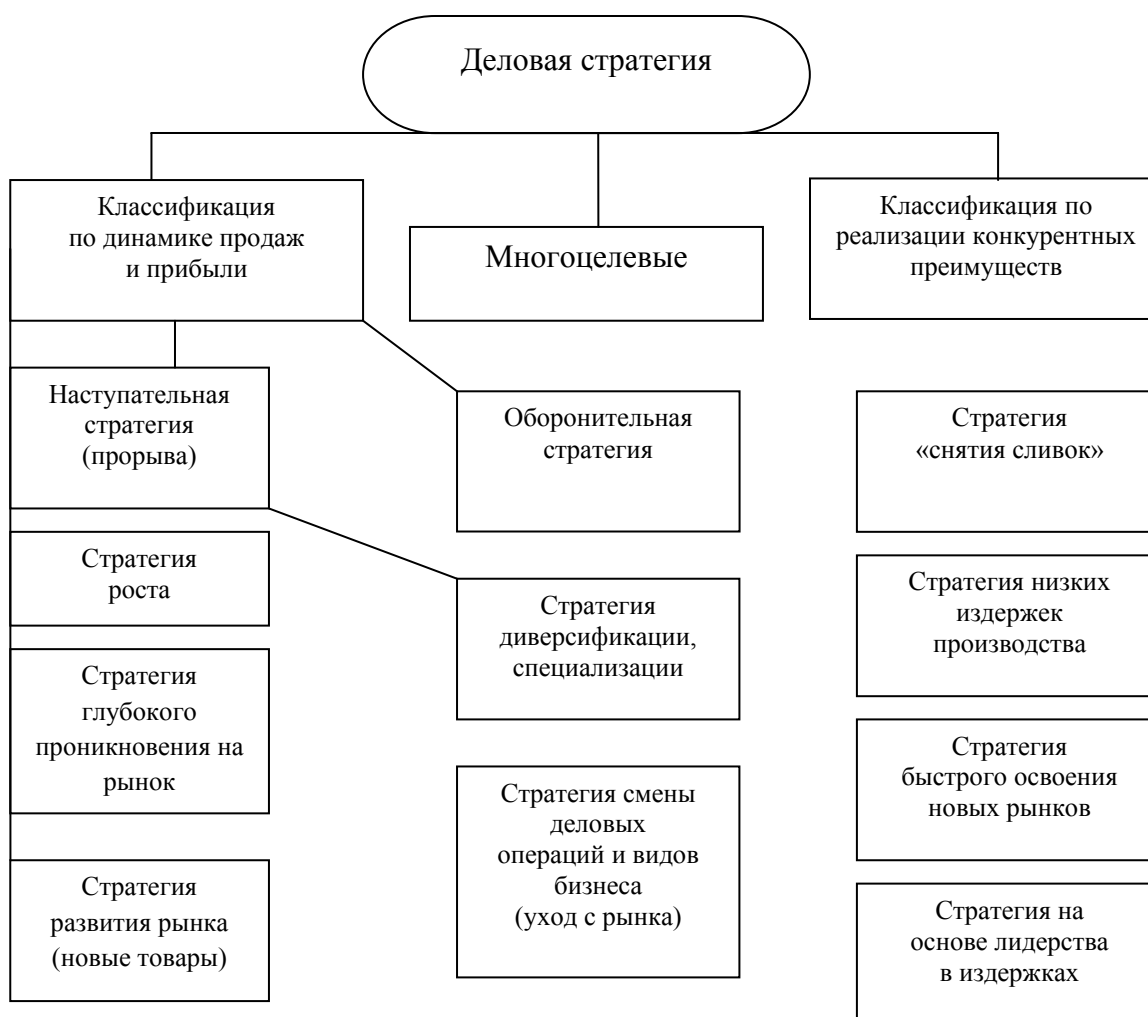 Деловая стратегия
Классификация
по динамике продаж
и прибыли
Многоцелевые
Классификация по
реализации конкурентных
преимуществ
Наступательная
стратегия
(прорыва)
Оборонительная
стратегия
Стратегия
«снятия сливок»
Стратегия
роста
Стратегия
диверсификации,
специализации
Стратегия низких
издержек
производства
Стратегия
глубокого
проникновения на
рынок
Стратегия смены
деловых
операций и видов
бизнеса
(уход с рынка)
Стратегия
быстрого освоения
новых рынков
Стратегия
развития рынка
(новые товары)
Стратегия на
основе лидерства
в издержках